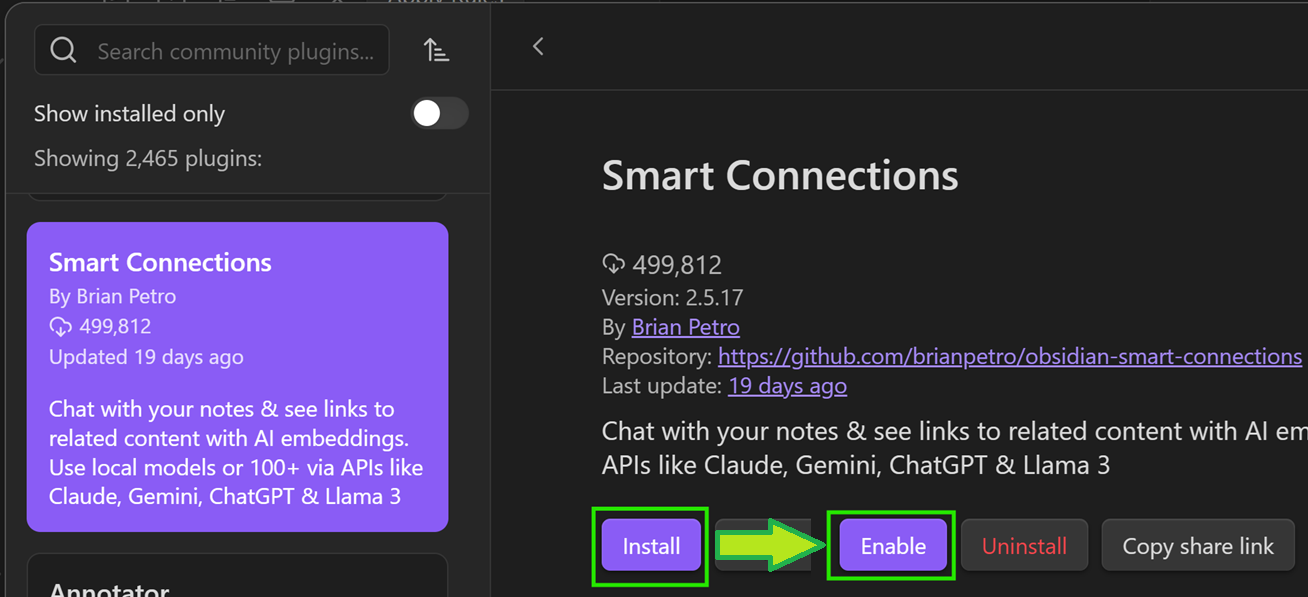 Search community plugins...
Show installed only
Showing 2,465 plugins:
Smart Connections
By Brian Petro
499,812
Updated 19 days ago
Chat with your notes & see links to
related content with AI embeddings.
Use local models or 100+ via APIs like
Claude, Gemini, ChatGPT & Llama 3
Annotator
Smart Connections
499,812
Version: 2.5.17
By Brian Petro
Repository: https://github.com/brianpetro/obsidian-smart-connections
Last update: 19 days ago
Chat with your notes & see links to related content with AI em
APIs like Claude, Gemini, ChatGPT & Llama 3
Install Enable Uninstall Copy share link